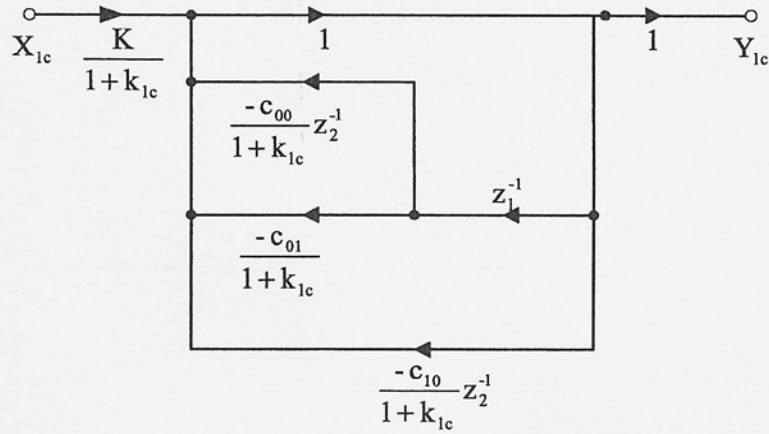 X₁c K/(1 + k₁c) 1 1 Y₁c
-c₀₀/(1 + k₁c) z₂⁻¹
z₁⁻¹
-c₀₁/(1 + k₁c)
-c₁₀/(1 + k₁c) z₂⁻¹